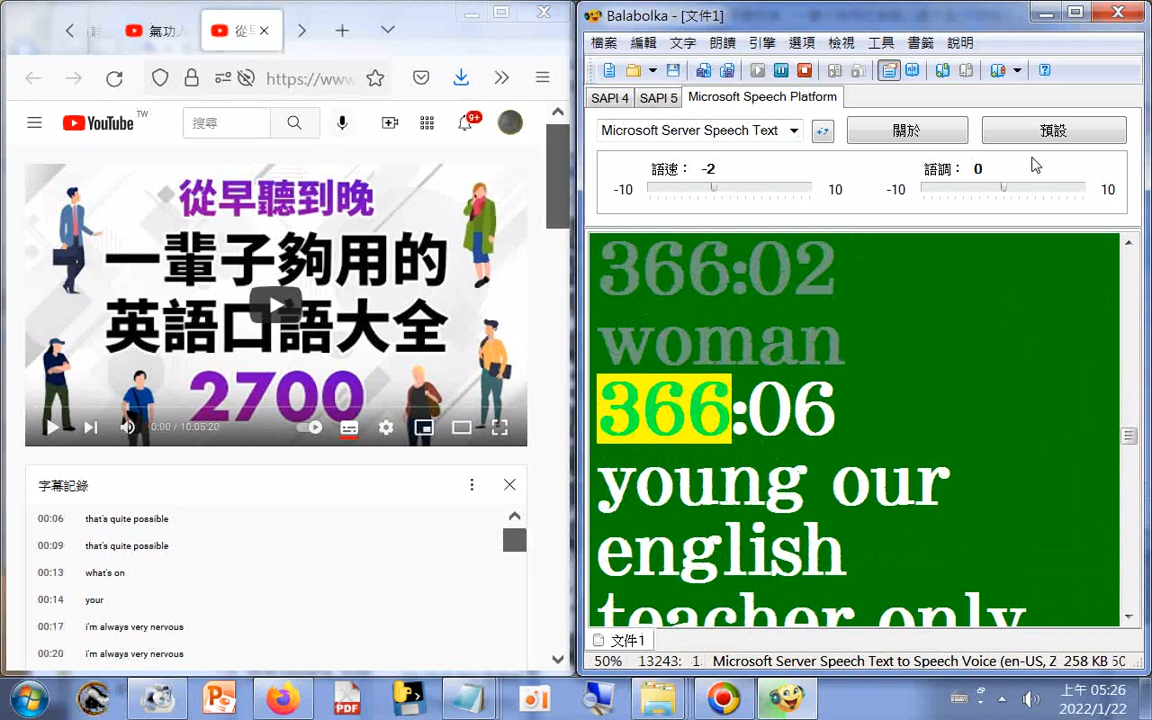 氣功
從
https://www
YouTube TW
搜尋
9+
從早聽到晚
一輩子夠用的
英語口語大全
2700
0:00 / 10:05:20
字幕記錄
00:06 that's quite possible
00:09 that's quite possible
00:13 what's on
00:14 your
00:17 i'm always very nervous
00:20 i'm always very nervous
Balabolka - [文件1]
檔案 編輯 文字 朗讀 引擎 選項 檢視 工具 書籤 說明
SAPI 4 SAPI 5 Microsoft Speech Platform
Microsoft Server Speech Text 關於 預設
語速： -2 語調： 0
-10 10 -10 10
366:02
woman
366:06
young our
english
teacher only
文件1
50% 13243: 1 Microsoft Server Speech Text to Speech Voice (en-US, Z 258 KB 50
PDF
上午 05:26
2022/1/22